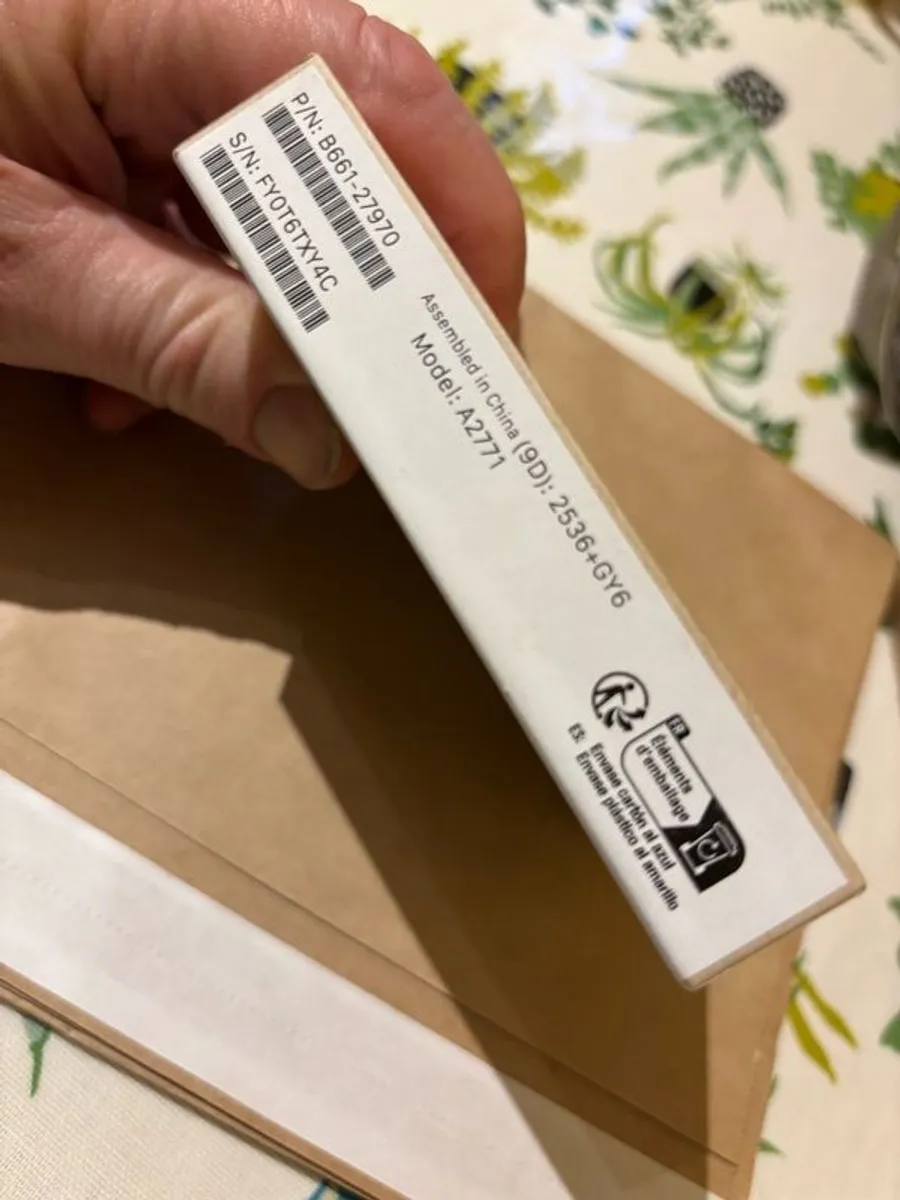 P/N: B661-27970
S/N: FY0T6TXY4C
Assembled in China (9D): 2536+GY6
Model: A2771
FR
Éléments
d'emballage
ES: Envase cartón al azul
Envase plástico al amarillo